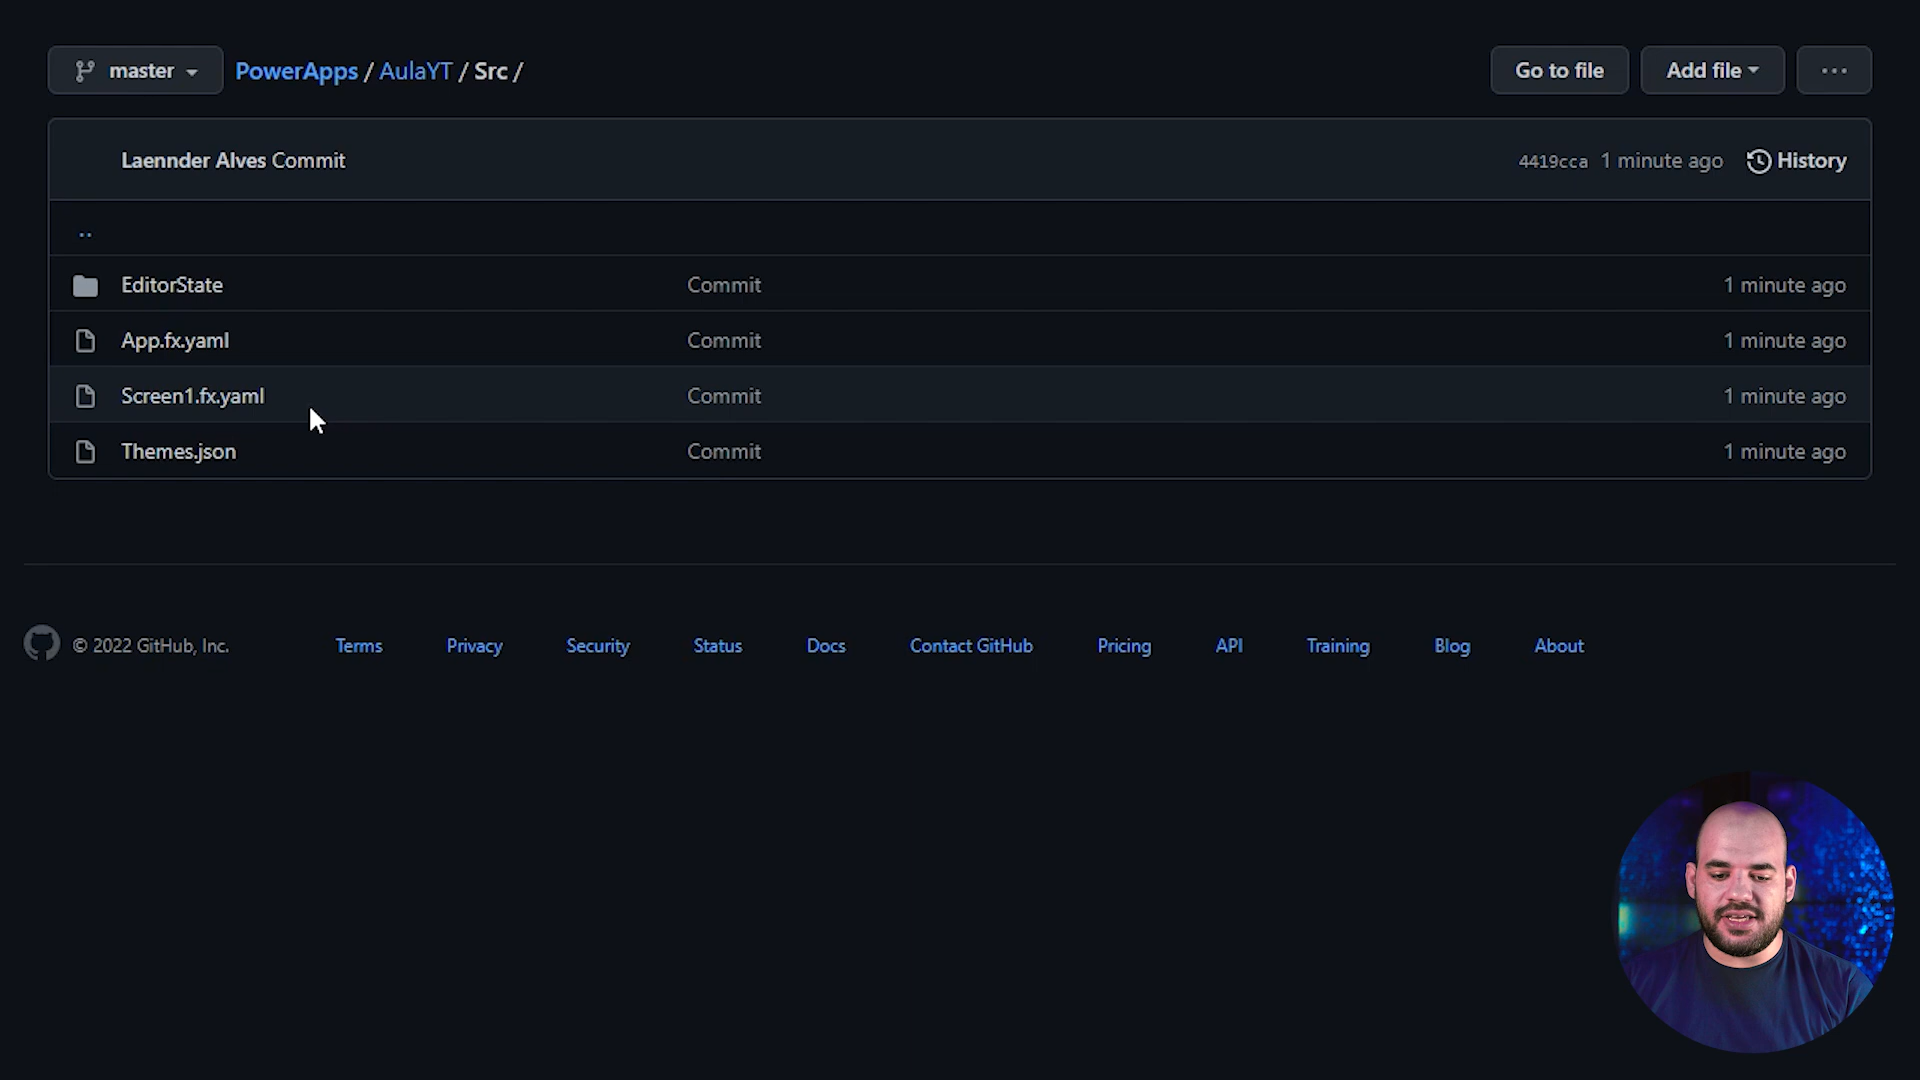 master PowerApps / AulaYT / Src / Go to file Add file ...
Laennder Alves Commit 4419cca 1 minute ago History
..
EditorState Commit 1 minute ago
App.fx.yaml Commit 1 minute ago
Screen1.fx.yaml Commit 1 minute ago
Themes.json Commit 1 minute ago
© 2022 GitHub, Inc. Terms Privacy Security Status Docs Contact GitHub Pricing API Training Blog About